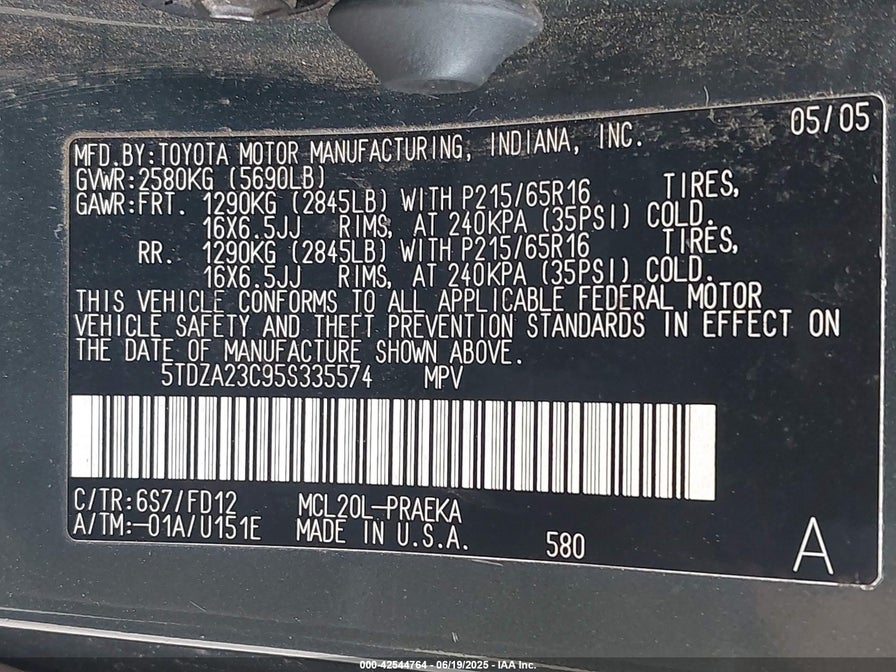 05/05
MFD.BY:TOYOTA MOTOR MANUFACTURING, INDIANA, INC.
GVWR:2580KG (5690LB)
GAWR:FRT. 1290KG (2845LB) WITH P215/65R16 TIRES,
16X6.5JJ RIMS, AT 240KPA (35PSI) COLD.
RR. 1290KG (2845LB) WITH P215/65R16 TIRES,
16X6.5JJ RIMS, AT 240KPA (35PSI) COLD.
THIS VEHICLE CONFORMS TO ALL APPLICABLE FEDERAL MOTOR
VEHICLE SAFETY AND THEFT PREVENTION STANDARDS IN EFFECT ON
THE DATE OF MANUFACTURE SHOWN ABOVE.
5TDZA23C95S335574 MPV
C/TR:6S7/FD12 MCL20L-PRAEKA
A/TM:-01A/U151E MADE IN U.S.A. 580 A
000-42544764 - 06/19/2025 - IAA Inc.